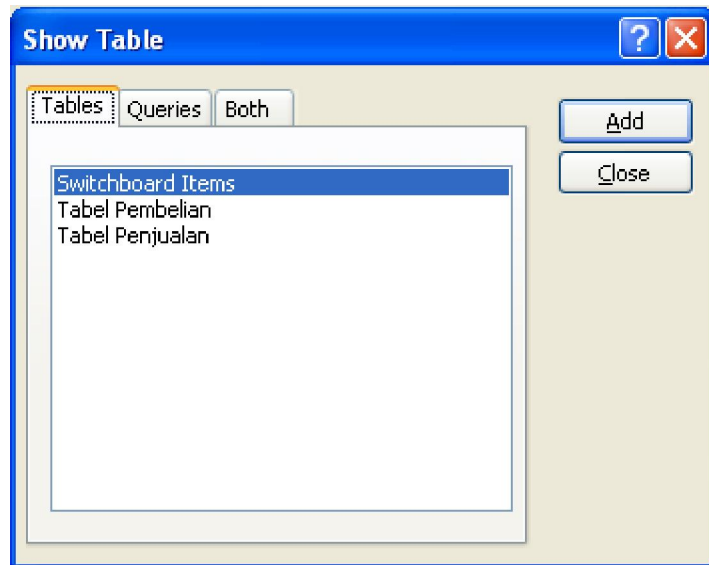 Show Table
Tables Queries Both
Add
Close
Switchboard Items
Tabel Pembelian
Tabel Penjualan